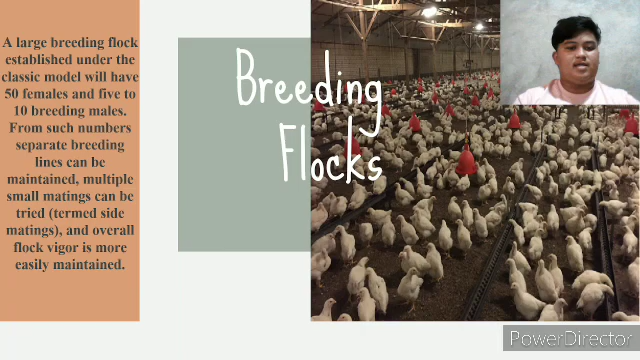 A large breeding flock
established under the
classic model will have
50 females and five to
10 breeding males.
From such numbers
separate breeding
lines can be
maintained, multiple
small matings can be
tried (termed side
matings), and overall
flock vigor is more
easily maintained.
Breeding
Flocks
PowerDirector